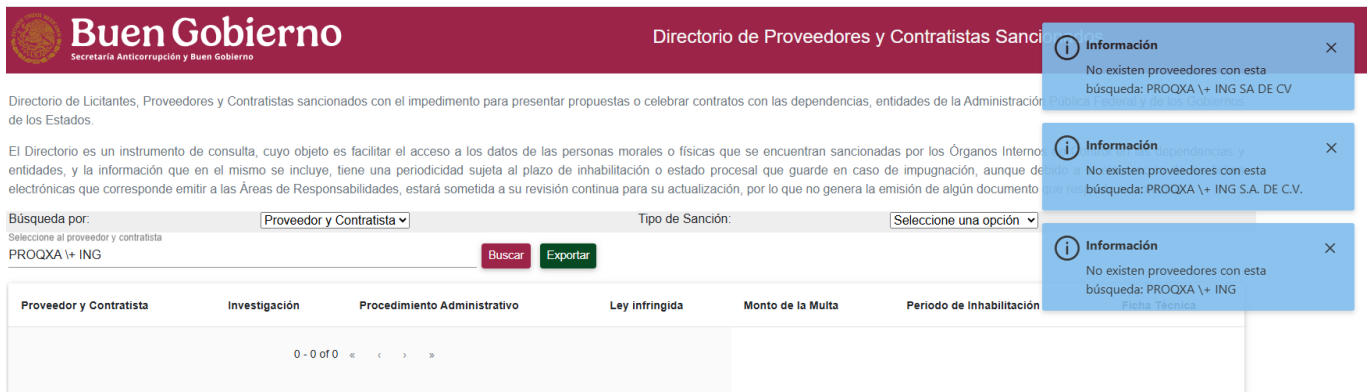 Buen Gobierno
Secretaría Anticorrupción y Buen Gobierno
Directorio de Proveedores y Contratistas Sancionados
Información
No existen proveedores con esta
búsqueda: PROQXA \+ ING SA DE CV
Directorio de Licitantes, Proveedores y Contratistas sancionados con el impedimento para presentar propuestas o celebrar contratos con las dependencias, entidades de la Administración Pública Federal y de los Gobiernos
de los Estados.
Información
No existen proveedores con esta
búsqueda: PROQXA \+ ING S.A. DE C.V.
El Directorio es un instrumento de consulta, cuyo objeto es facilitar el acceso a los datos de las personas morales o físicas que se encuentran sancionadas por los Órganos Internos dependencias y
entidades, y la información que en el mismo se incluye, tiene una periodicidad sujeta al plazo de inhabilitación o estado procesal que guarde en caso de impugnación, aunque
electrónicas que corresponde emitir a las Áreas de Responsabilidades, estará sometida a su revisión continua para su actualización, por lo que no genera la emisión de algún documento que
Búsqueda por:
Proveedor y Contratista
Tipo de Sanción:
Seleccione una opción
Seleccione al proveedor y contratista
PROQXA \+ ING
Buscar
Exportar
Información
No existen proveedores con esta
búsqueda: PROQXA \+ ING
Proveedor y Contratista Investigación Procedimiento Administrativo Ley infringida Monto de la Multa Periodo de Inhabilitación Ficha Técnica
0 - 0 of 0 « ‹ › »